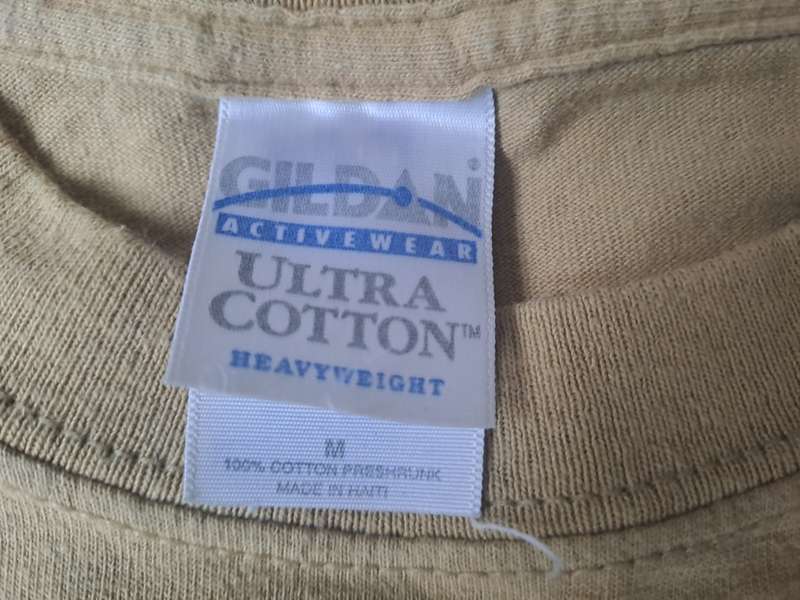 GILDAN®
ACTIVEWEAR
ULTRA
COTTON™
HEAVYWEIGHT
M
100% COTTON PRESHRUNK
MADE IN HAITI